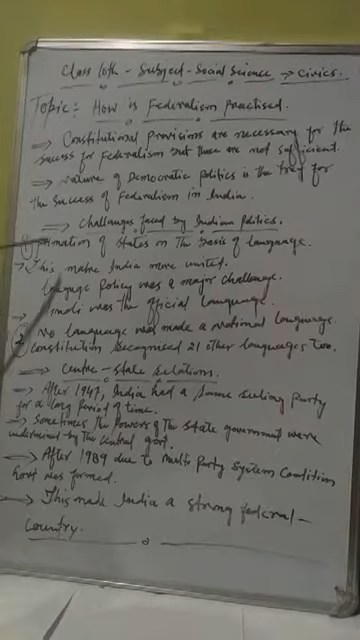 Class 10th - Subject - Social Science → Civics
Topic: How is Federalism Practised.
⇒ Constitutional provisions are necessary for the
success for Federalism but these are not sufficient.
⇒ Nature of Democratic politics is the for
the success of Federalism in India.
⇒ Challenges faced by Indian Politics.
① Formation of states on the basis of language.
→ This make India more united.
language Policy was a major challenge.
→ was the official language.
② No language was made a National language.
Constitution recognised 21 other languages too.
⇒ Centre-state Relations.
⇒ After 1947, India had a Same ruling Party
for a long Period of time.
⇒ Sometimes the Powers of the State government were
undermined by the central govt.
⇒ After 1989 due to Multi Party System Condition
Govt was formed.
⇒ This made India a strong federal-
country.